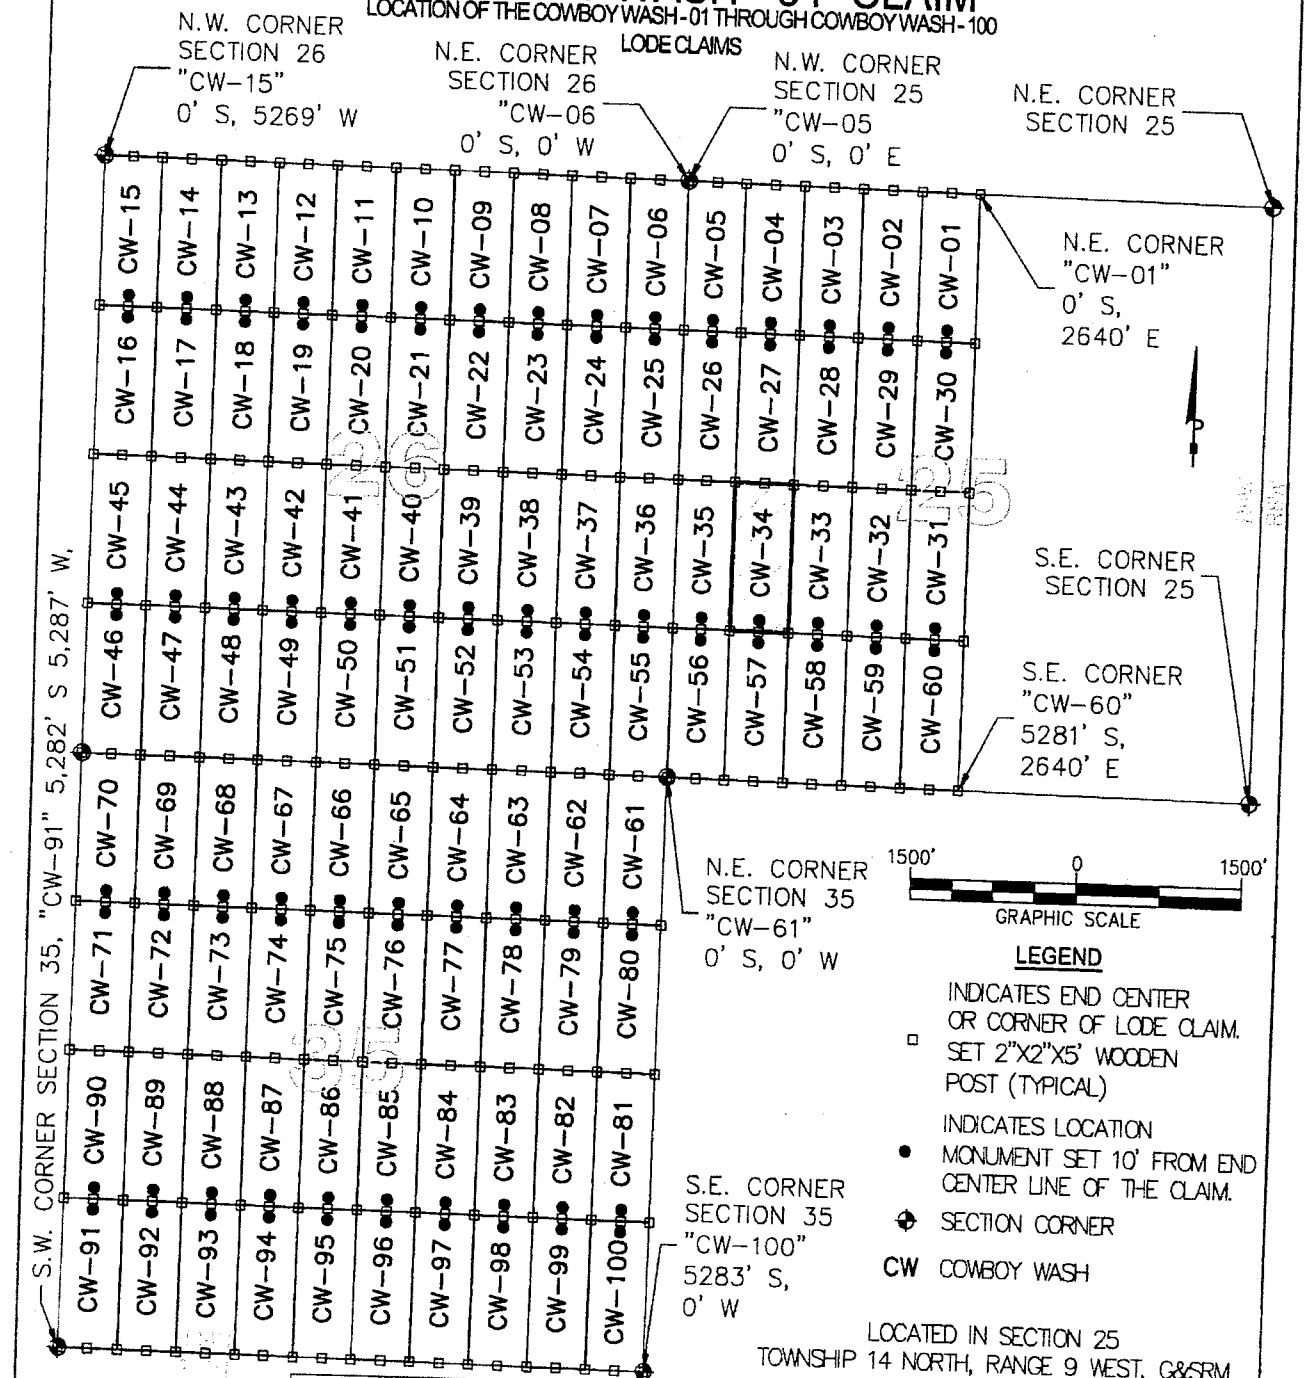 LOCATION OF THE COWBOY WASH-01 THROUGH COWBOY WASH-100
LODE CLAIMS
N.W. CORNER
SECTION 26
"CW-15"
0' S, 5269' W
N.E. CORNER
SECTION 26
"CW-06
0' S, 0' W
N.W. CORNER
SECTION 25
"CW-05
0' S, 0' E
N.E. CORNER
SECTION 25
CW-15 CW-14 CW-13 CW-12 CW-11 CW-10 CW-09 CW-08 CW-07 CW-06 CW-05 CW-04 CW-03 CW-02 CW-01
N.E. CORNER
"CW-01"
0' S,
2640' E
CW-16 CW-17 CW-18 CW-19 CW-20 CW-21 CW-22 CW-23 CW-24 CW-25 CW-26 CW-27 CW-28 CW-29 CW-30
26
25
CW-45 CW-44 CW-43 CW-42 CW-41 CW-40 CW-39 CW-38 CW-37 CW-36 CW-35 CW-34 CW-33 CW-32 CW-31
S.E. CORNER
SECTION 25
CW-46 CW-47 CW-48 CW-49 CW-50 CW-51 CW-52 CW-53 CW-54 CW-55 CW-56 CW-57 CW-58 CW-59 CW-60
S.E. CORNER
"CW-60"
5281' S,
2640' E
CW-70 CW-69 CW-68 CW-67 CW-66 CW-65 CW-64 CW-63 CW-62 CW-61
N.E. CORNER
SECTION 35
"CW-61"
0' S, 0' W
CW-71 CW-72 CW-73 CW-74 CW-75 CW-76 CW-77 CW-78 CW-79 CW-80
35
CW-90 CW-89 CW-88 CW-87 CW-86 CW-85 CW-84 CW-83 CW-82 CW-81
CW-91 CW-92 CW-93 CW-94 CW-95 CW-96 CW-97 CW-98 CW-99 CW-100
S.E. CORNER
SECTION 35
"CW-100"
5283' S,
0' W
S.W. CORNER SECTION 35, "CW-91" 5,282' S 5,287' W,
1500' 0 1500'
GRAPHIC SCALE
LEGEND
INDICATES END CENTER
OR CORNER OF LODE CLAIM.
SET 2"X2"X5' WOODEN
POST (TYPICAL)
INDICATES LOCATION
MONUMENT SET 10' FROM END
CENTER LINE OF THE CLAIM.
SECTION CORNER
CW COWBOY WASH
LOCATED IN SECTION 25
TOWNSHIP 14 NORTH, RANGE 9 WEST, G&SRM